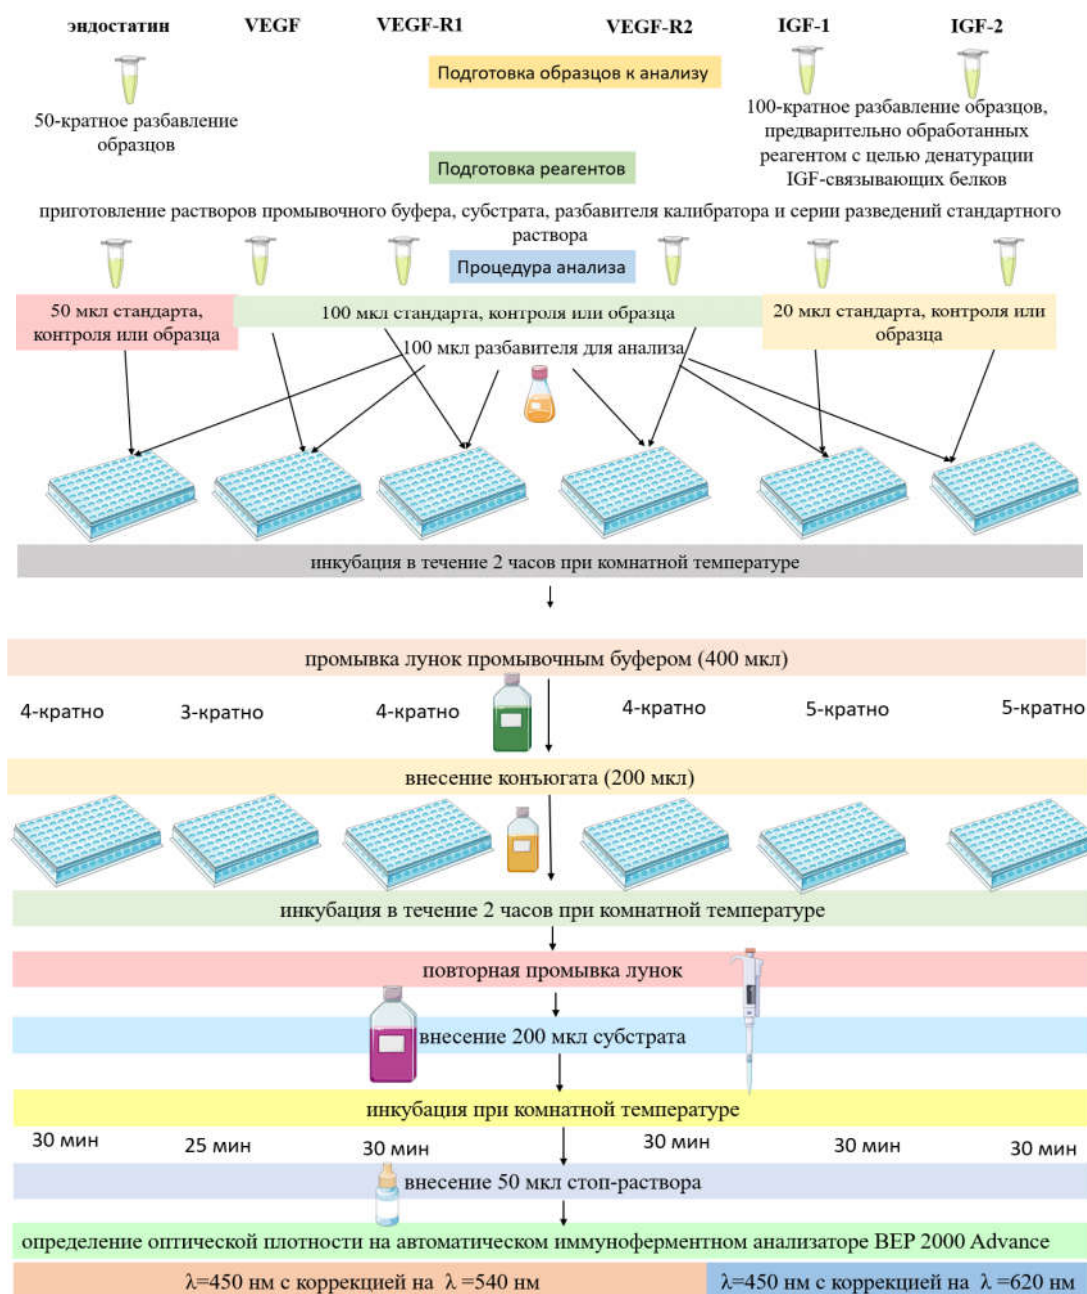 эндостатин VEGF VEGF-R1 VEGF-R2 IGF-1 IGF-2
Подготовка образцов к анализу
50-кратное разбавление
образцов
100-кратное разбавление образцов,
предварительно обработанных
реагентом с целью денатурации
IGF-связывающих белков
Подготовка реагентов
приготовление растворов промывочного буфера, субстрата, разбавителя калибратора и серии разведений стандартного
раствора
Процедура анализа
50 мкл стандарта,
контроля или образца
100 мкл стандарта, контроля или образца
20 мкл стандарта, контроля или
образца
100 мкл разбавителя для анализа
инкубация в течение 2 часов при комнатной температуре
промывка лунок промывочным буфером (400 мкл)
4-кратно 3-кратно 4-кратно 4-кратно 5-кратно 5-кратно
внесение конъюгата (200 мкл)
инкубация в течение 2 часов при комнатной температуре
повторная промывка лунок
внесение 200 мкл субстрата
инкубация при комнатной температуре
30 мин 25 мин 30 мин 30 мин 30 мин 30 мин
внесение 50 мкл стоп-раствора
определение оптической плотности на автоматическом иммуноферментном анализаторе BEP 2000 Advance
λ=450 нм с коррекцией на λ =540 нм
λ=450 нм с коррекцией на λ =620 нм